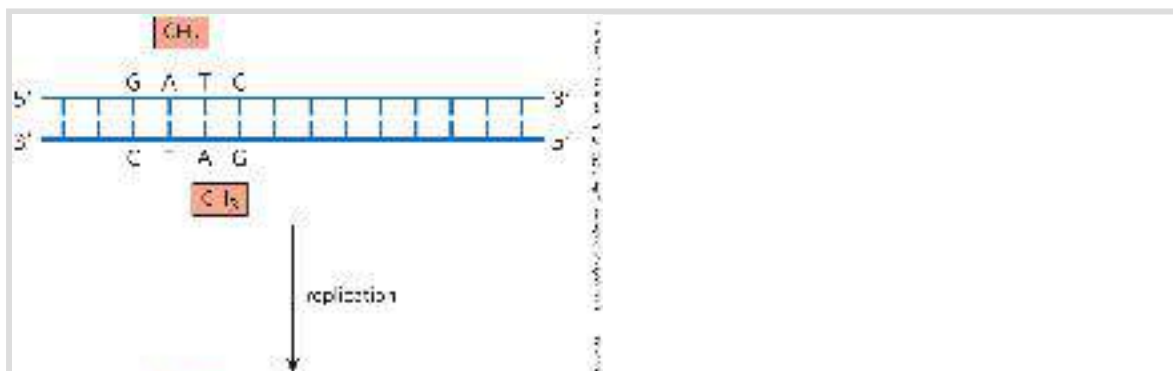 CH₃
G A T C
5' 3'
3' 5'
C T A G
CH₃
replication